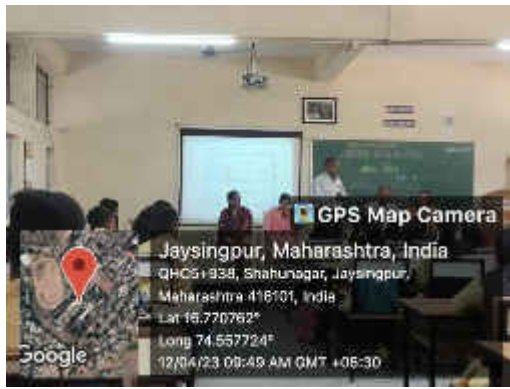 GPS Map Camera
Jaysingpur, Maharashtra, India
QHC5+938, Shahunagar, Jaysingpur,
Maharashtra 416101, India
Lat 16.770762°
Long 74.557724°
12/04/23 09:49 AM GMT +05:30
Google